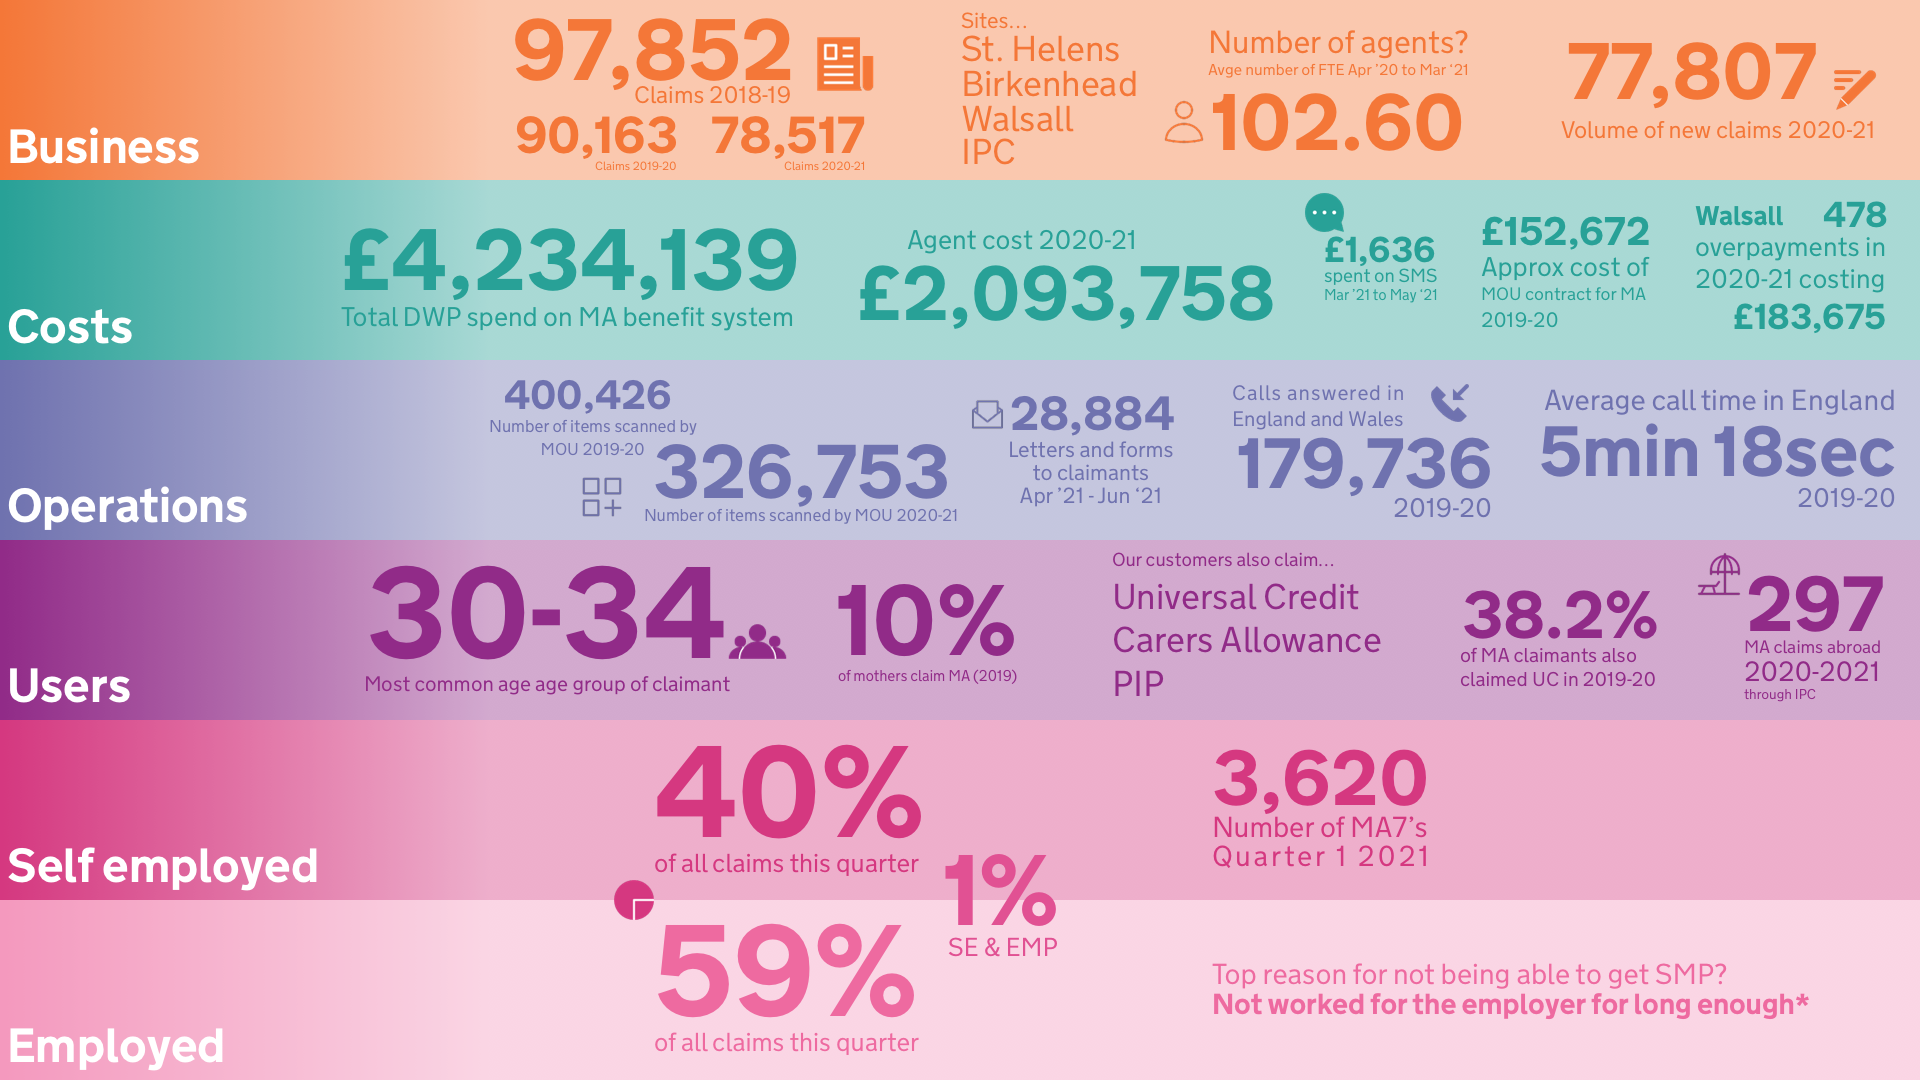 Business
97,852
Claims 2018-19
90,163
Claims 2019-20
78,517
Claims 2020-21
Sites...
St. Helens
Birkenhead
Walsall
IPC
Number of agents?
Avge number of FTE Apr ’20 to Mar ‘21
102.60
77,807
Volume of new claims 2020-21
Costs
£4,234,139
Total DWP spend on MA benefit system
Agent cost 2020-21
£2,093,758
£1,636
spent on SMS
Mar ’21 to May ‘21
£152,672
Approx cost of
MOU contract for MA
2019-20
Walsall 478
overpayments in
2020-21 costing
£183,675
Operations
400,426
Number of items scanned by
MOU 2019-20
326,753
Number of items scanned by MOU 2020-21
28,884
Letters and forms
to claimants
Apr ’21 - Jun ‘21
Calls answered in
England and Wales
179,736
2019-20
Average call time in England
5min 18sec
2019-20
Users
30-34
Most common age age group of claimant
10%
of mothers claim MA (2019)
Our customers also claim...
Universal Credit
Carers Allowance
PIP
38.2%
of MA claimants also
claimed UC in 2019-20
297
MA claims abroad
2020-2021
through IPC
Self employed
40%
of all claims this quarter
1%
SE & EMP
3,620
Number of MA7’s
Quarter 1 2021
Employed
59%
of all claims this quarter
Top reason for not being able to get SMP?
Not worked for the employer for long enough*